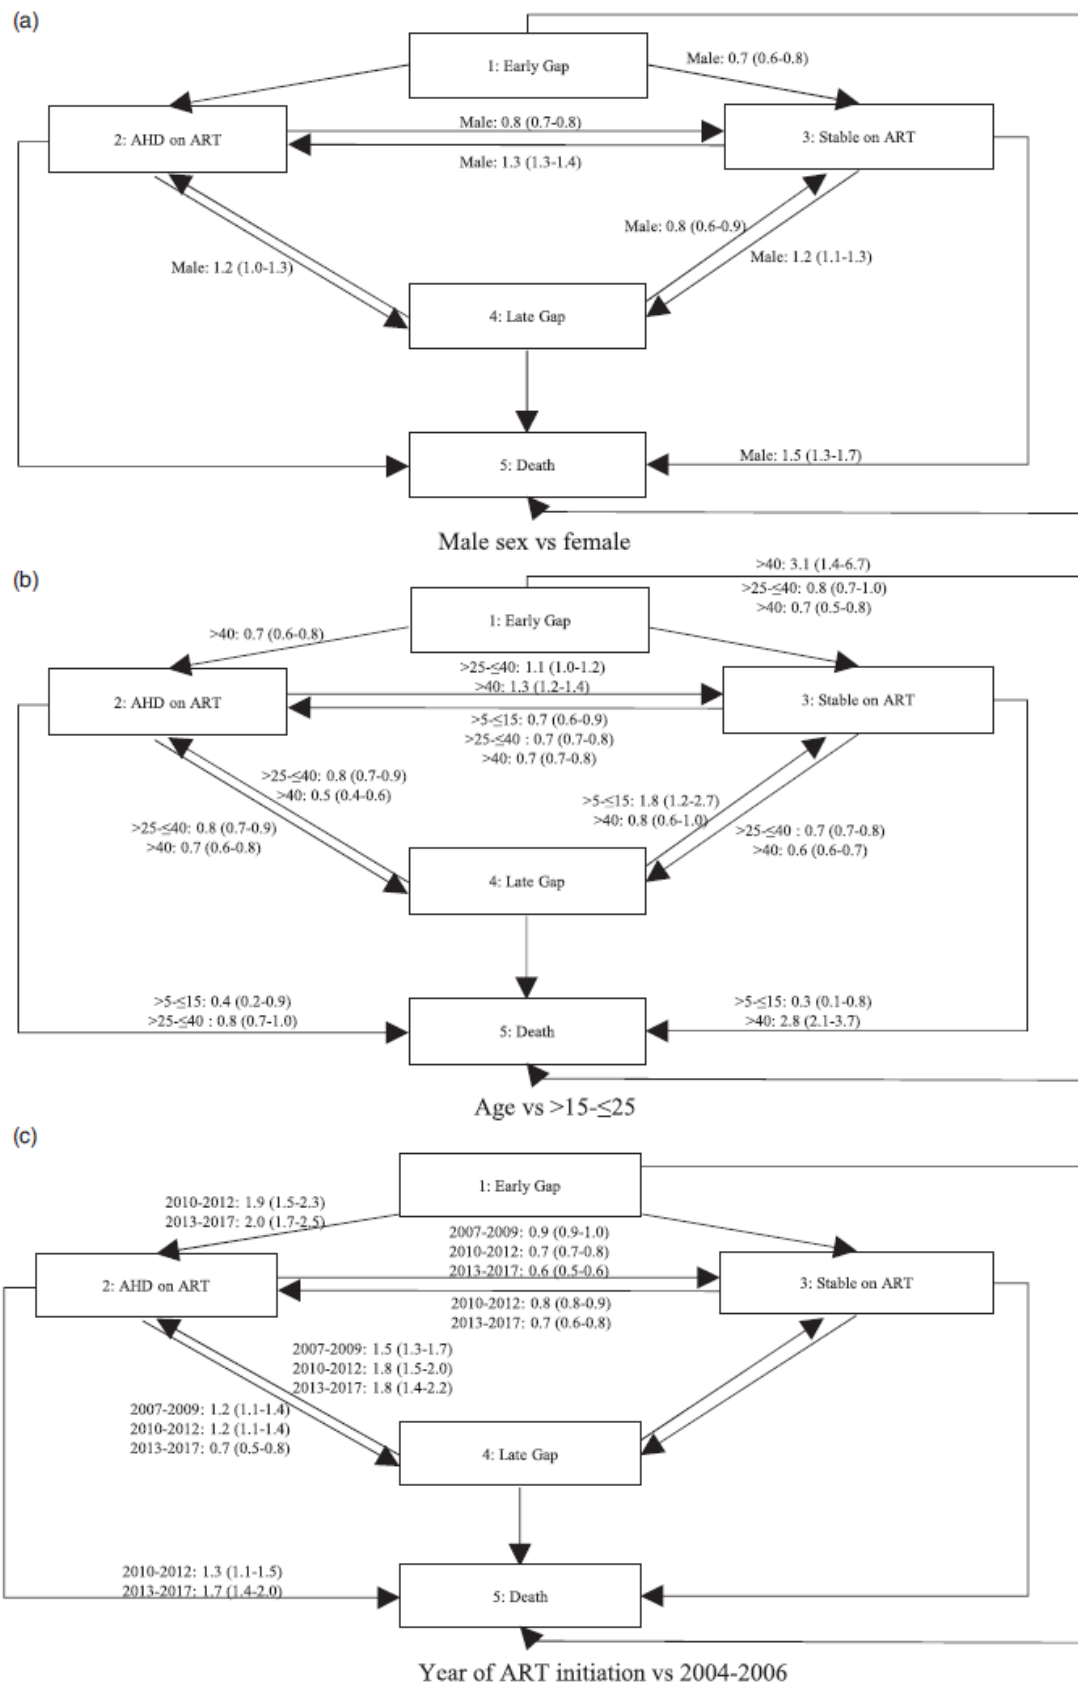 (a)
1: Early Gap
Male: 0.7 (0.6-0.8)
2: AHD on ART
Male: 0.8 (0.7-0.8)
3: Stable on ART
Male: 1.3 (1.3-1.4)
Male: 0.8 (0.6-0.9)
Male: 1.2 (1.0-1.3)
Male: 1.2 (1.1-1.3)
4: Late Gap
5: Death
Male: 1.5 (1.3-1.7)
Male sex vs female
(b)
>40: 3.1 (1.4-6.7)
>25-≤40: 0.8 (0.7-1.0)
>40: 0.7 (0.5-0.8)
1: Early Gap
>40: 0.7 (0.6-0.8)
2: AHD on ART
>25-≤40: 1.1 (1.0-1.2)
>40: 1.3 (1.2-1.4)
3: Stable on ART
>5-≤15: 0.7 (0.6-0.9)
>25-≤40 : 0.7 (0.7-0.8)
>40: 0.7 (0.7-0.8)
>25-≤40: 0.8 (0.7-0.9)
>40: 0.5 (0.4-0.6)
>5-≤15: 1.8 (1.2-2.7)
>40: 0.8 (0.6-1.0)
>25-≤40: 0.8 (0.7-0.9)
>40: 0.7 (0.6-0.8)
>25-≤40 : 0.7 (0.7-0.8)
>40: 0.6 (0.6-0.7)
4: Late Gap
>5-≤15: 0.4 (0.2-0.9)
>25-≤40 : 0.8 (0.7-1.0)
5: Death
>5-≤15: 0.3 (0.1-0.8)
>40: 2.8 (2.1-3.7)
Age vs >15-≤25
(c)
1: Early Gap
2010-2012: 1.9 (1.5-2.3)
2013-2017: 2.0 (1.7-2.5)
2: AHD on ART
2007-2009: 0.9 (0.9-1.0)
2010-2012: 0.7 (0.7-0.8)
2013-2017: 0.6 (0.5-0.6)
3: Stable on ART
2010-2012: 0.8 (0.8-0.9)
2013-2017: 0.7 (0.6-0.8)
2007-2009: 1.5 (1.3-1.7)
2010-2012: 1.8 (1.5-2.0)
2013-2017: 1.8 (1.4-2.2)
2007-2009: 1.2 (1.1-1.4)
2010-2012: 1.2 (1.1-1.4)
2013-2017: 0.7 (0.5-0.8)
4: Late Gap
2010-2012: 1.3 (1.1-1.5)
2013-2017: 1.7 (1.4-2.0)
5: Death
Year of ART initiation vs 2004-2006